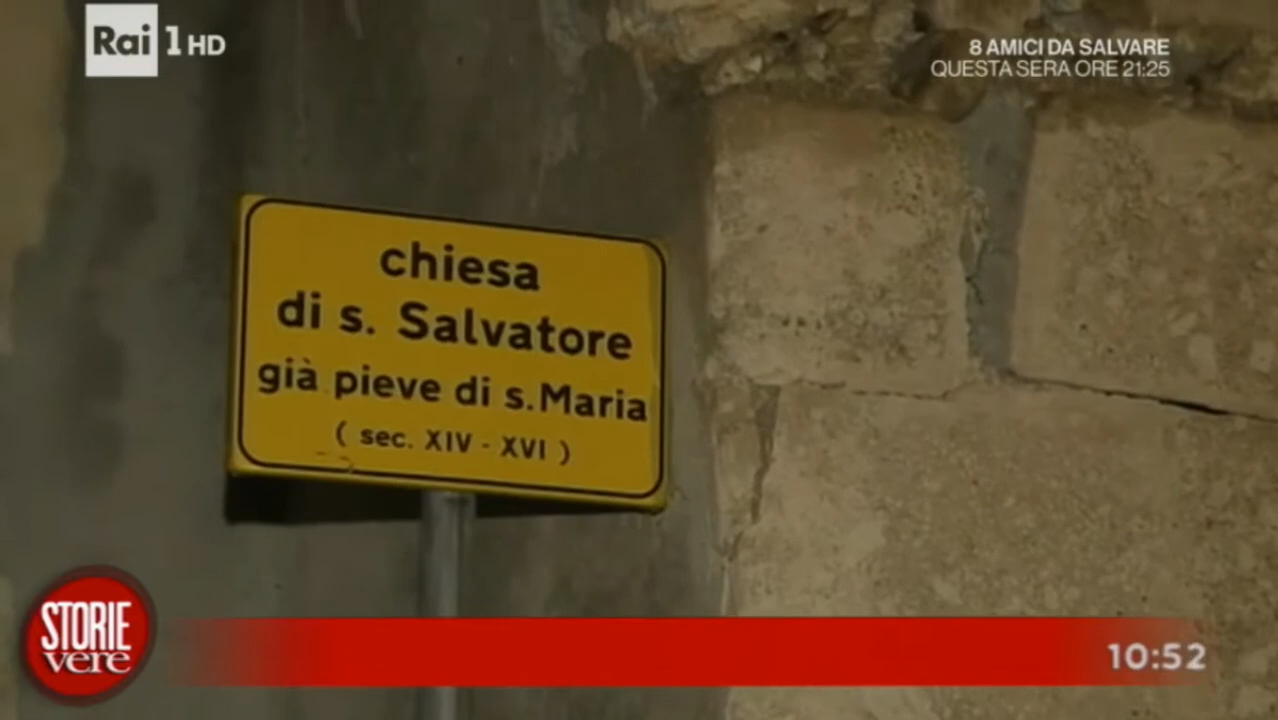 Rai 1 HD
8 AMICI DA SALVARE
QUESTA SERA ORE 21:25
chiesa
di s. Salvatore
già pieve di s. Maria
( sec. XIV - XVI )
STORIE
vere
10:52